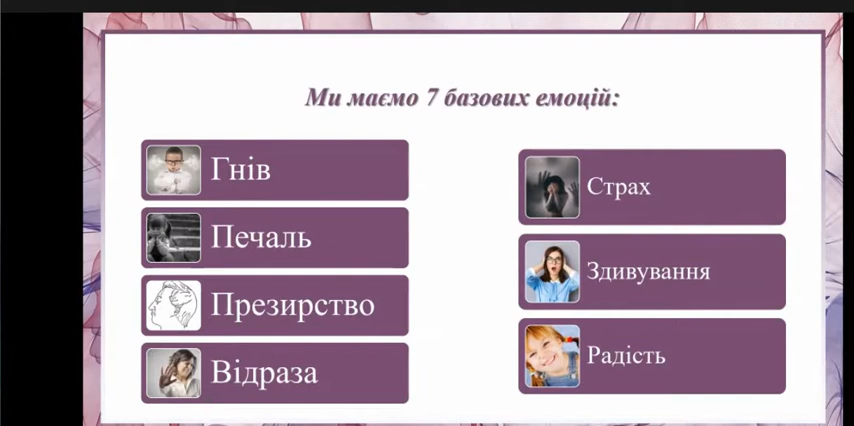 Ми маємо 7 базових емоцій:
Гнів
Печаль
Презирство
Відраза
Страх
Здивування
Радість